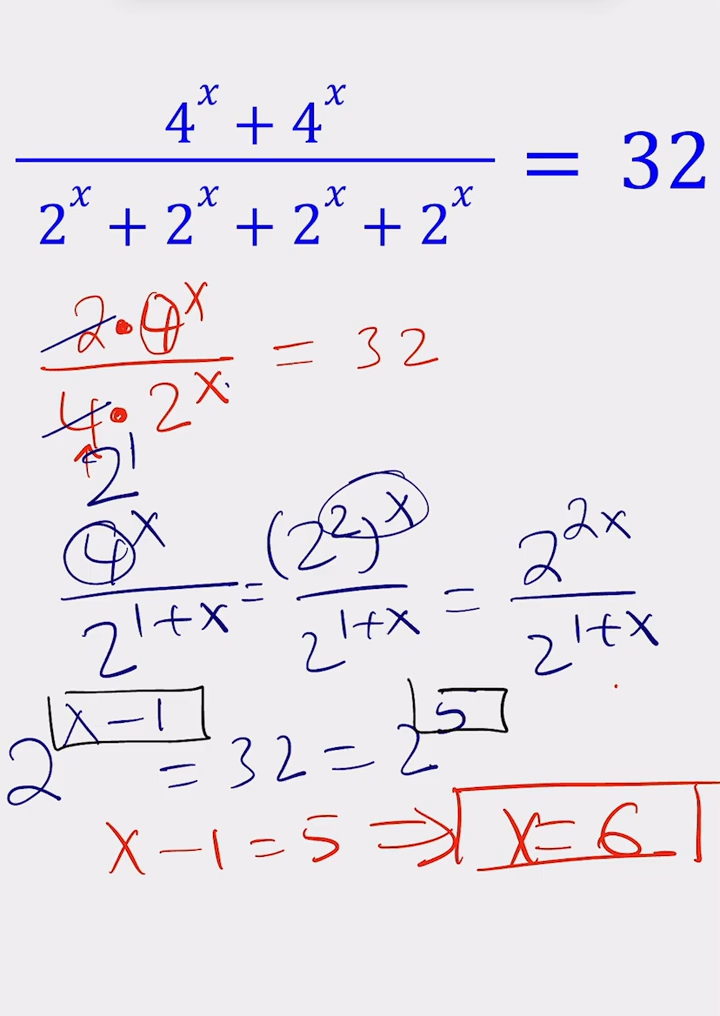 4^x + 4^x / 2^x + 2^x + 2^x + 2^x = 32
2 · 4^x / 4 · 2^x = 32
2^1
4^x / 2^(1+x) = (2^2)^x / 2^(1+x) = 2^(2x) / 2^(1+x)
2^(x-1) = 32 = 2^5
x - 1 = 5 ⇒ x = 6